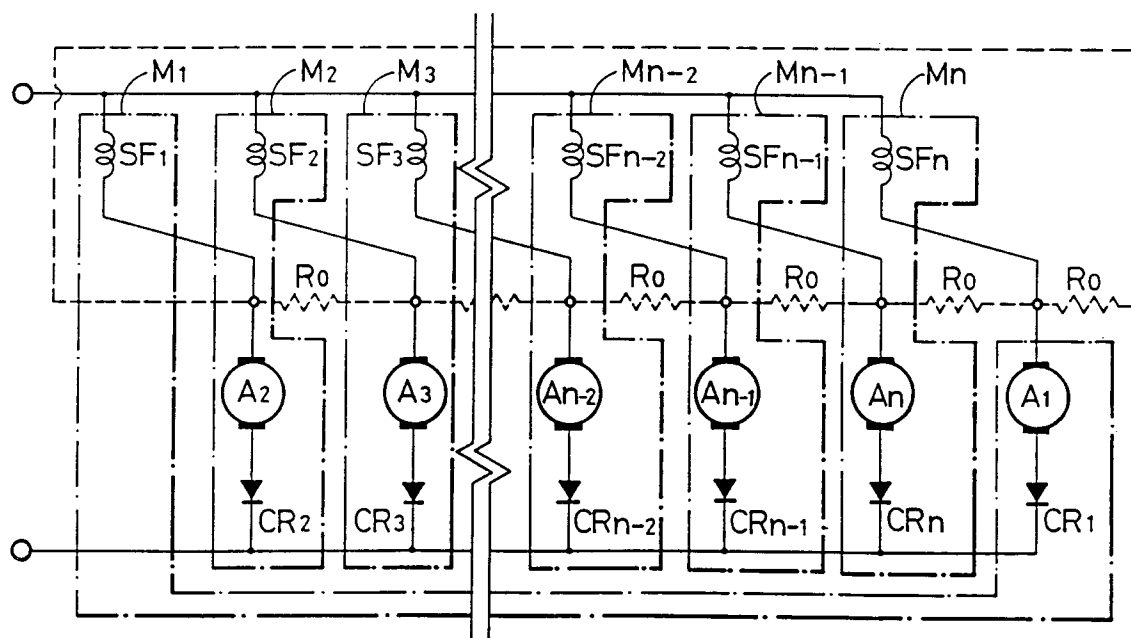 M1 M2 M3 Mn-2 Mn-1 Mn
SF1 SF2 SF3 SFn-2 SFn-1 SFn
R0 R0 R0 R0 R0
A2 A3 An-2 An-1 An A1
CR2 CR3 CRn-2 CRn-1 CRn CR1